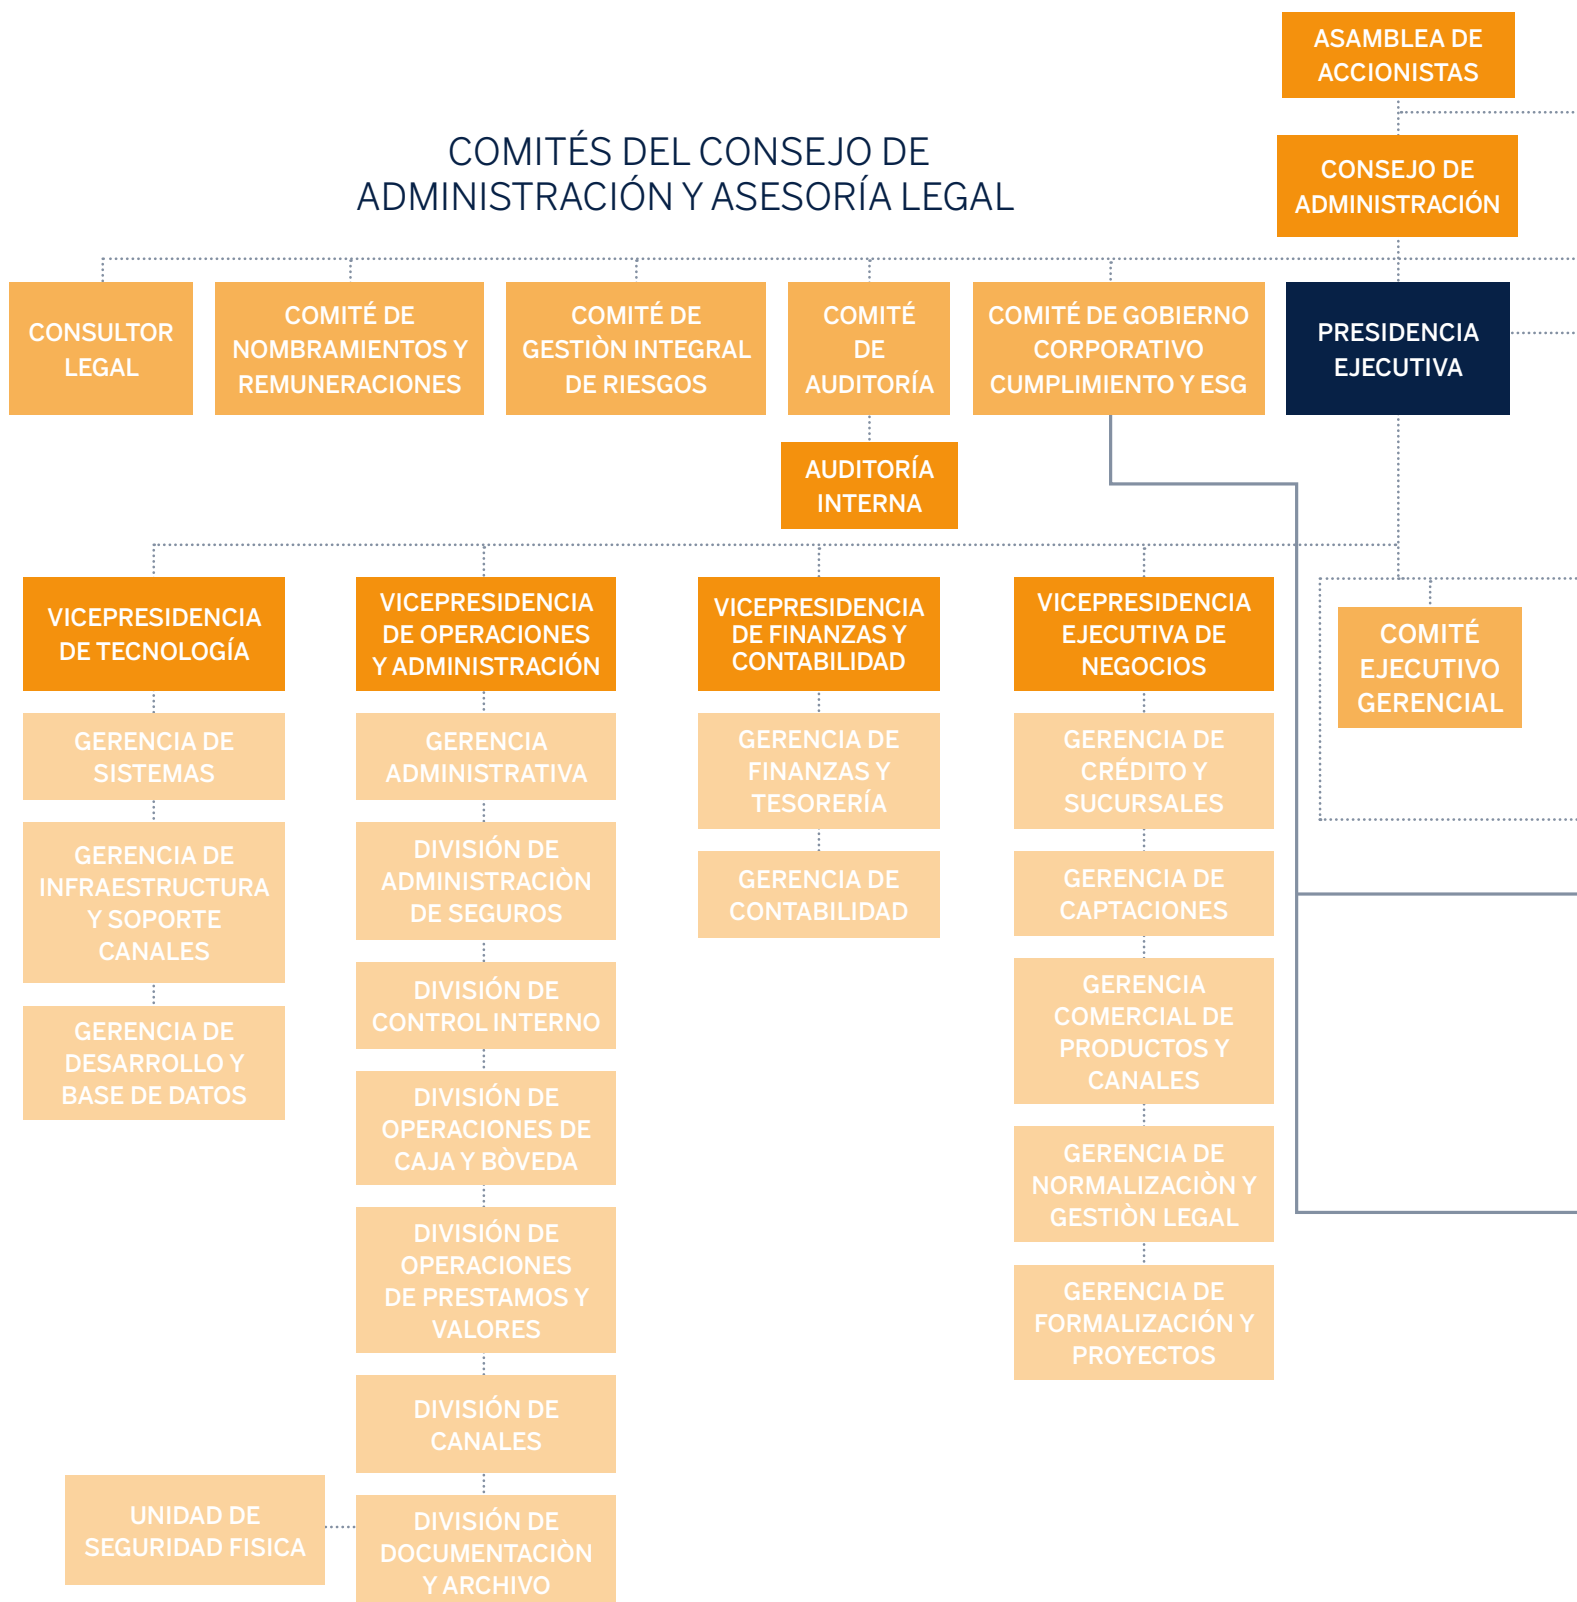 ASAMBLEA DE
ACCIONISTAS
COMITÉS DEL CONSEJO DE
ADMINISTRACIÓN Y ASESORÍA LEGAL
CONSEJO DE
ADMINISTRACIÓN
CONSULTOR
LEGAL
COMITÉ DE
NOMBRAMIENTOS Y
REMUNERACIONES
COMITÉ DE
GESTIÒN INTEGRAL
DE RIESGOS
COMITÉ
DE
AUDITORÍA
COMITÉ DE GOBIERNO
CORPORATIVO
CUMPLIMIENTO Y ESG
PRESIDENCIA
EJECUTIVA
AUDITORÍA
INTERNA
VICEPRESIDENCIA
DE TECNOLOGÍA
VICEPRESIDENCIA
DE OPERACIONES
Y ADMINISTRACIÓN
VICEPRESIDENCIA
DE FINANZAS Y
CONTABILIDAD
VICEPRESIDENCIA
EJECUTIVA DE
NEGOCIOS
COMITÉ
EJECUTIVO
GERENCIAL
GERENCIA DE
SISTEMAS
GERENCIA DE
INFRAESTRUCTURA
Y SOPORTE
CANALES
GERENCIA DE
DESARROLLO Y
BASE DE DATOS
GERENCIA
ADMINISTRATIVA
DIVISIÓN DE
ADMINISTRACIÒN
DE SEGUROS
DIVISIÓN DE
CONTROL INTERNO
DIVISIÓN DE
OPERACIONES DE
CAJA Y BÒVEDA
DIVISIÓN DE
OPERACIONES
DE PRESTAMOS Y
VALORES
DIVISIÓN DE
CANALES
UNIDAD DE
SEGURIDAD FISICA
DIVISIÓN DE
DOCUMENTACIÒN
Y ARCHIVO
GERENCIA DE
FINANZAS Y
TESORERÍA
GERENCIA DE
CONTABILIDAD
GERENCIA DE
CRÉDITO Y
SUCURSALES
GERENCIA DE
CAPTACIONES
GERENCIA
COMERCIAL DE
PRODUCTOS Y
CANALES
GERENCIA DE
NORMALIZACIÒN Y
GESTIÒN LEGAL
GERENCIA DE
FORMALIZACIÓN Y
PROYECTOS